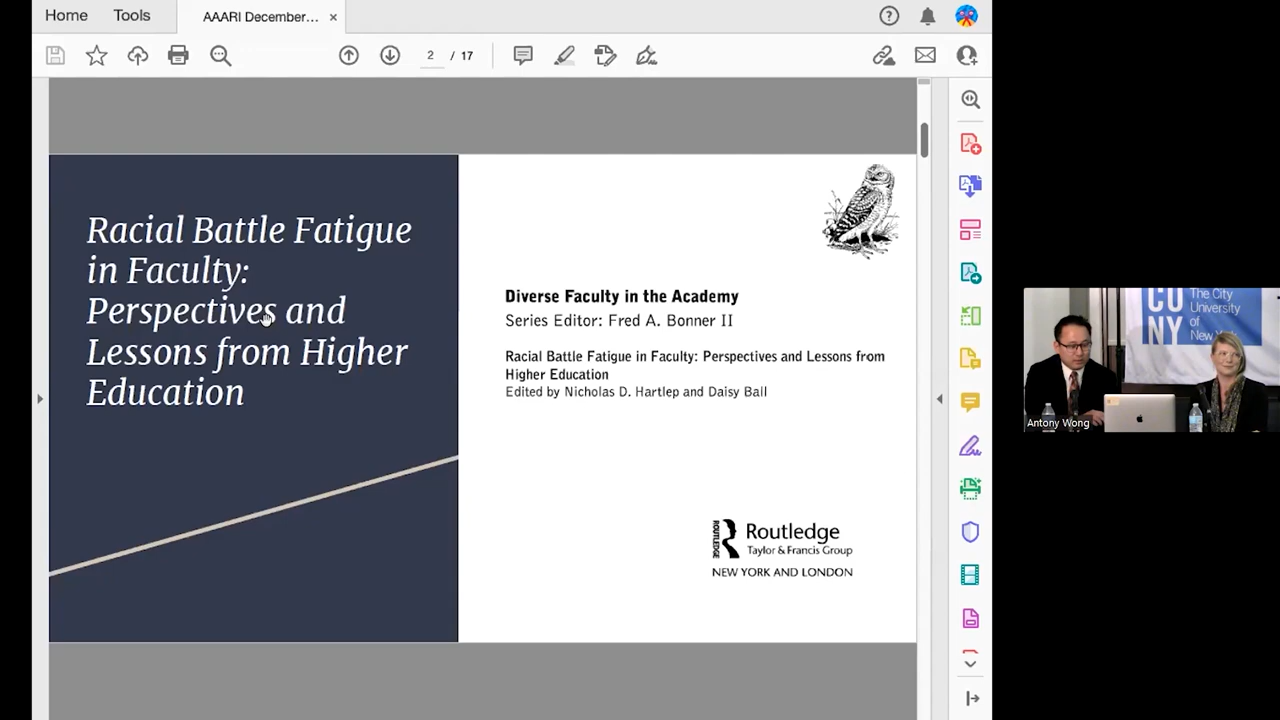 Home
Tools
AAARI December...
2 / 17
Racial Battle Fatigue
in Faculty:
Perspectives and
Lessons from Higher
Education
Diverse Faculty in the Academy
Series Editor: Fred A. Bonner II
Racial Battle Fatigue in Faculty: Perspectives and Lessons from
Higher Education
Edited by Nicholas D. Hartlep and Daisy Ball
ROUTLEDGE
Routledge
Taylor & Francis Group
NEW YORK AND LONDON
CU
NY
The City
University
of
New York
Antony Wong